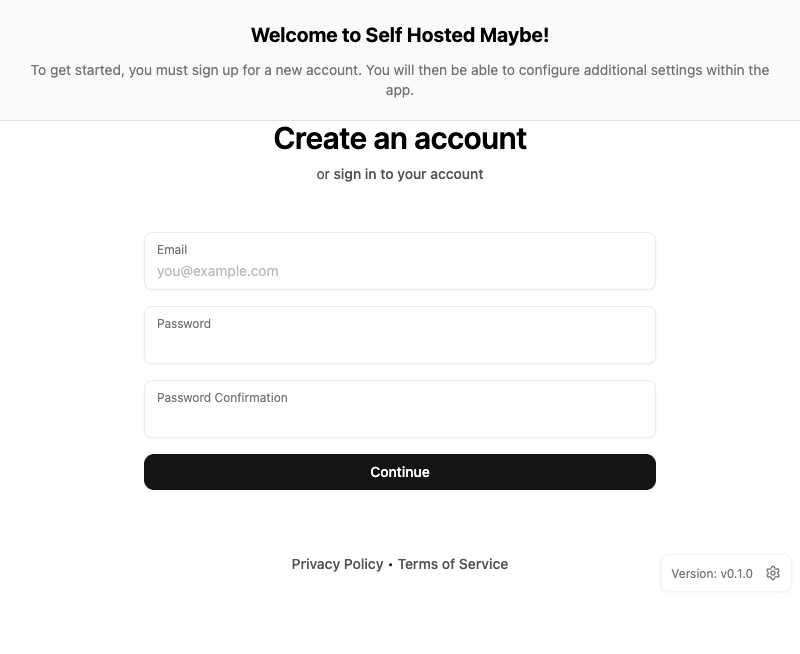 Welcome to Self Hosted Maybe!
To get started, you must sign up for a new account. You will then be able to configure additional settings within the
app.
Create an account
or sign in to your account
Email
you@example.com
Password
Password Confirmation
Continue
Privacy Policy • Terms of Service
Version: v0.1.0